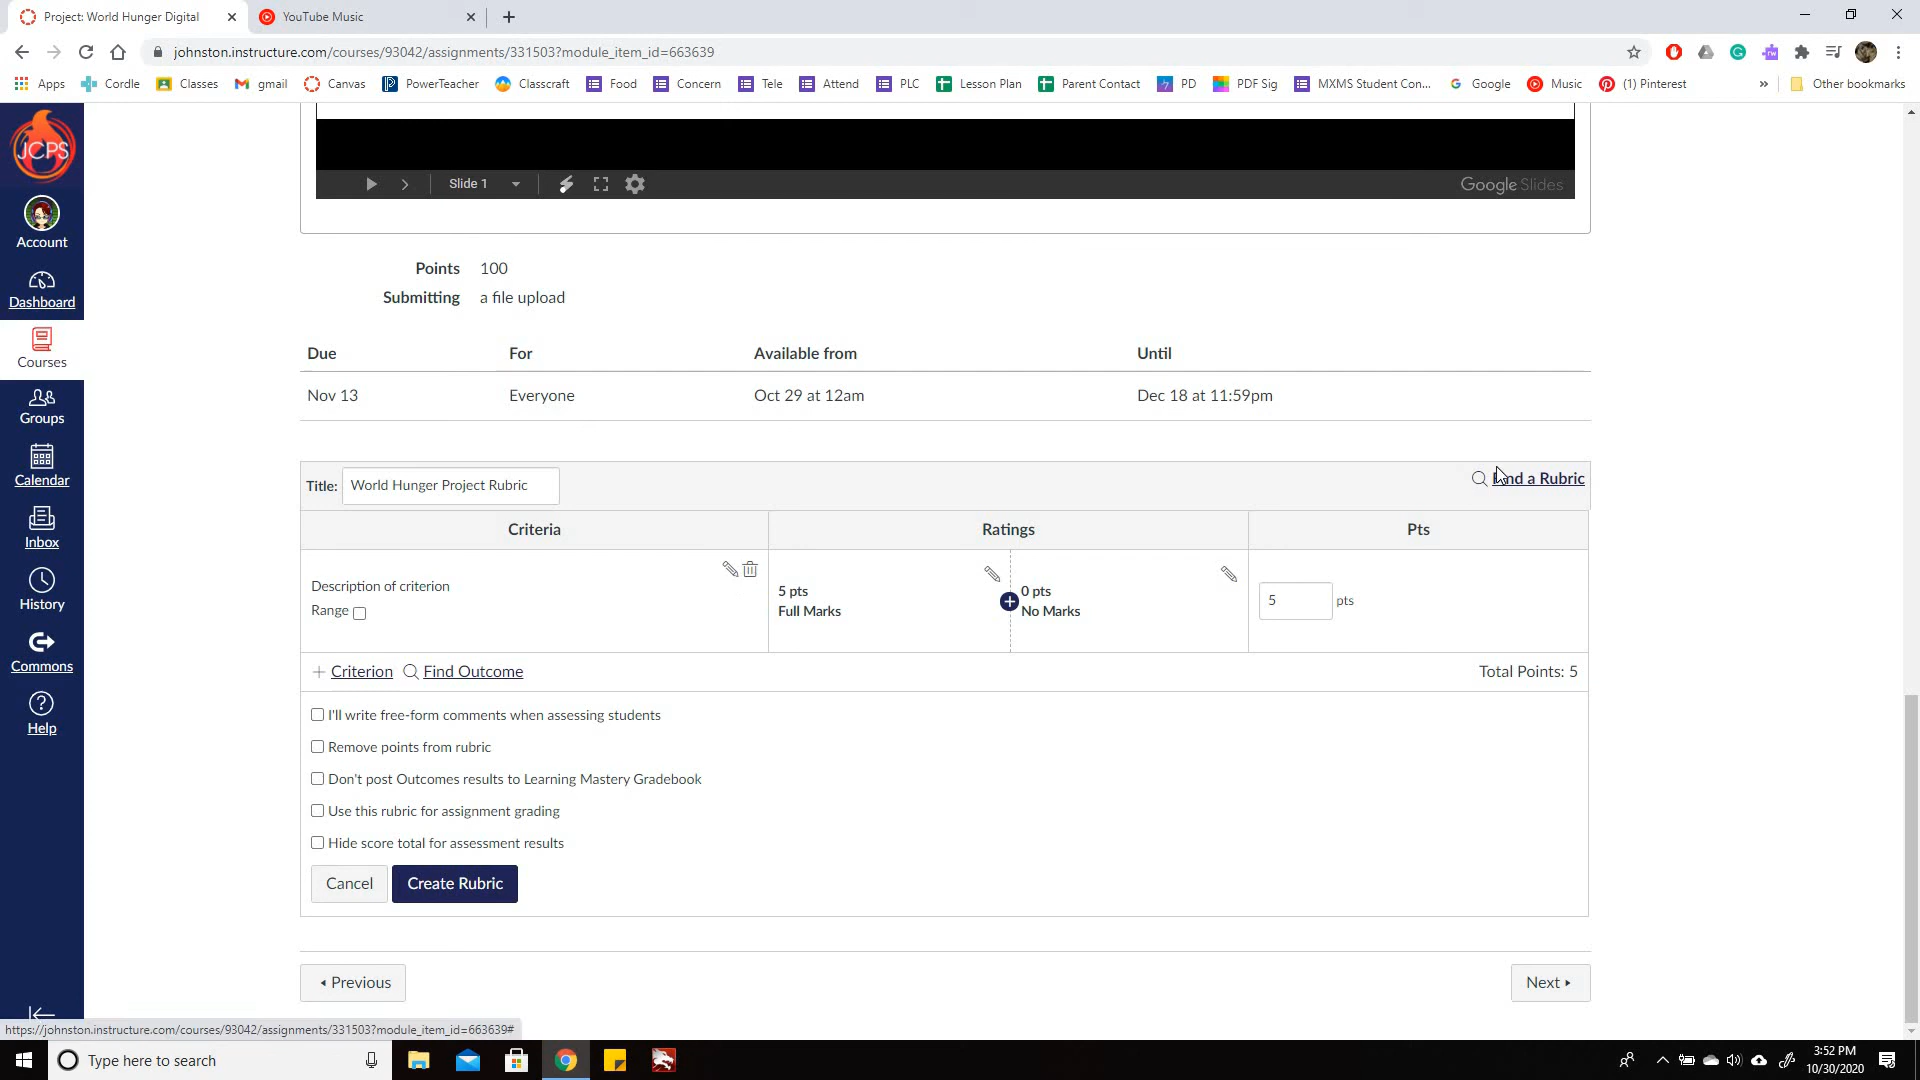 Project: World Hunger Digital
YouTube Music
johnston.instructure.com/courses/93042/assignments/331503?module_item_id=663639
Apps Cordle Classes gmail Canvas PowerTeacher Classcraft Food Concern Tele Attend PLC Lesson Plan Parent Contact PD PDF Sig MXMS Student Con... Google Music (1) Pinterest » Other bookmarks
JCPS
Account
Dashboard
Courses
Groups
Calendar
Inbox
History
Commons
Help
Slide 1
Google Slides
Points 100
Submitting a file upload
Due For Available from Until
Nov 13 Everyone Oct 29 at 12am Dec 18 at 11:59pm
Title: World Hunger Project Rubric
a Rubric
Criteria Ratings Pts
Description of criterion
Range
5 pts
Full Marks
0 pts
No Marks
5 pts
Criterion Find Outcome Total Points: 5
I'll write free-form comments when assessing students
Remove points from rubric
Don't post Outcomes results to Learning Mastery Gradebook
Use this rubric for assignment grading
Hide score total for assessment results
Cancel Create Rubric
Previous Next
https://johnston.instructure.com/courses/93042/assignments/331503?module_item_id=663639#
Type here to search
3:52 PM
10/30/2020